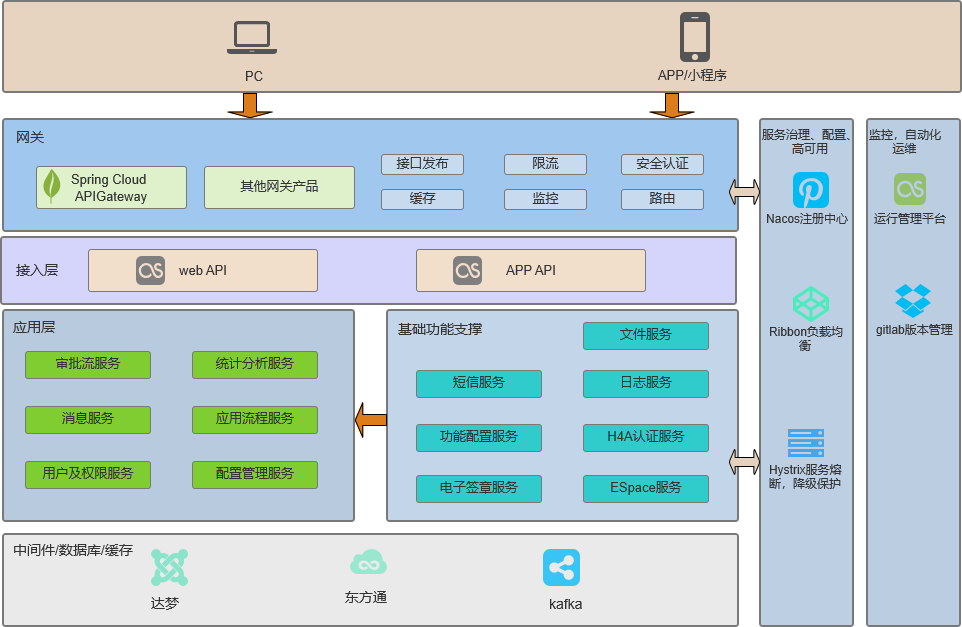 PC
APP/小程序
网关
Spring Cloud
APIGateway
其他网关产品
接口发布
限流
安全认证
缓存
监控
路由
接入层
web API
APP API
应用层
审批流服务
统计分析服务
消息服务
应用流程服务
用户及权限服务
配置管理服务
基础功能支撑
文件服务
短信服务
日志服务
功能配置服务
H4A认证服务
电子签章服务
ESpace服务
中间件/数据库/缓存
达梦
东方通
kafka
服务治理、配置、
高可用
Nacos注册中心
Ribbon负载均
衡
Hystrix服务熔
断，降级保护
监控，自动化
运维
运行管理平台
gitlab版本管理